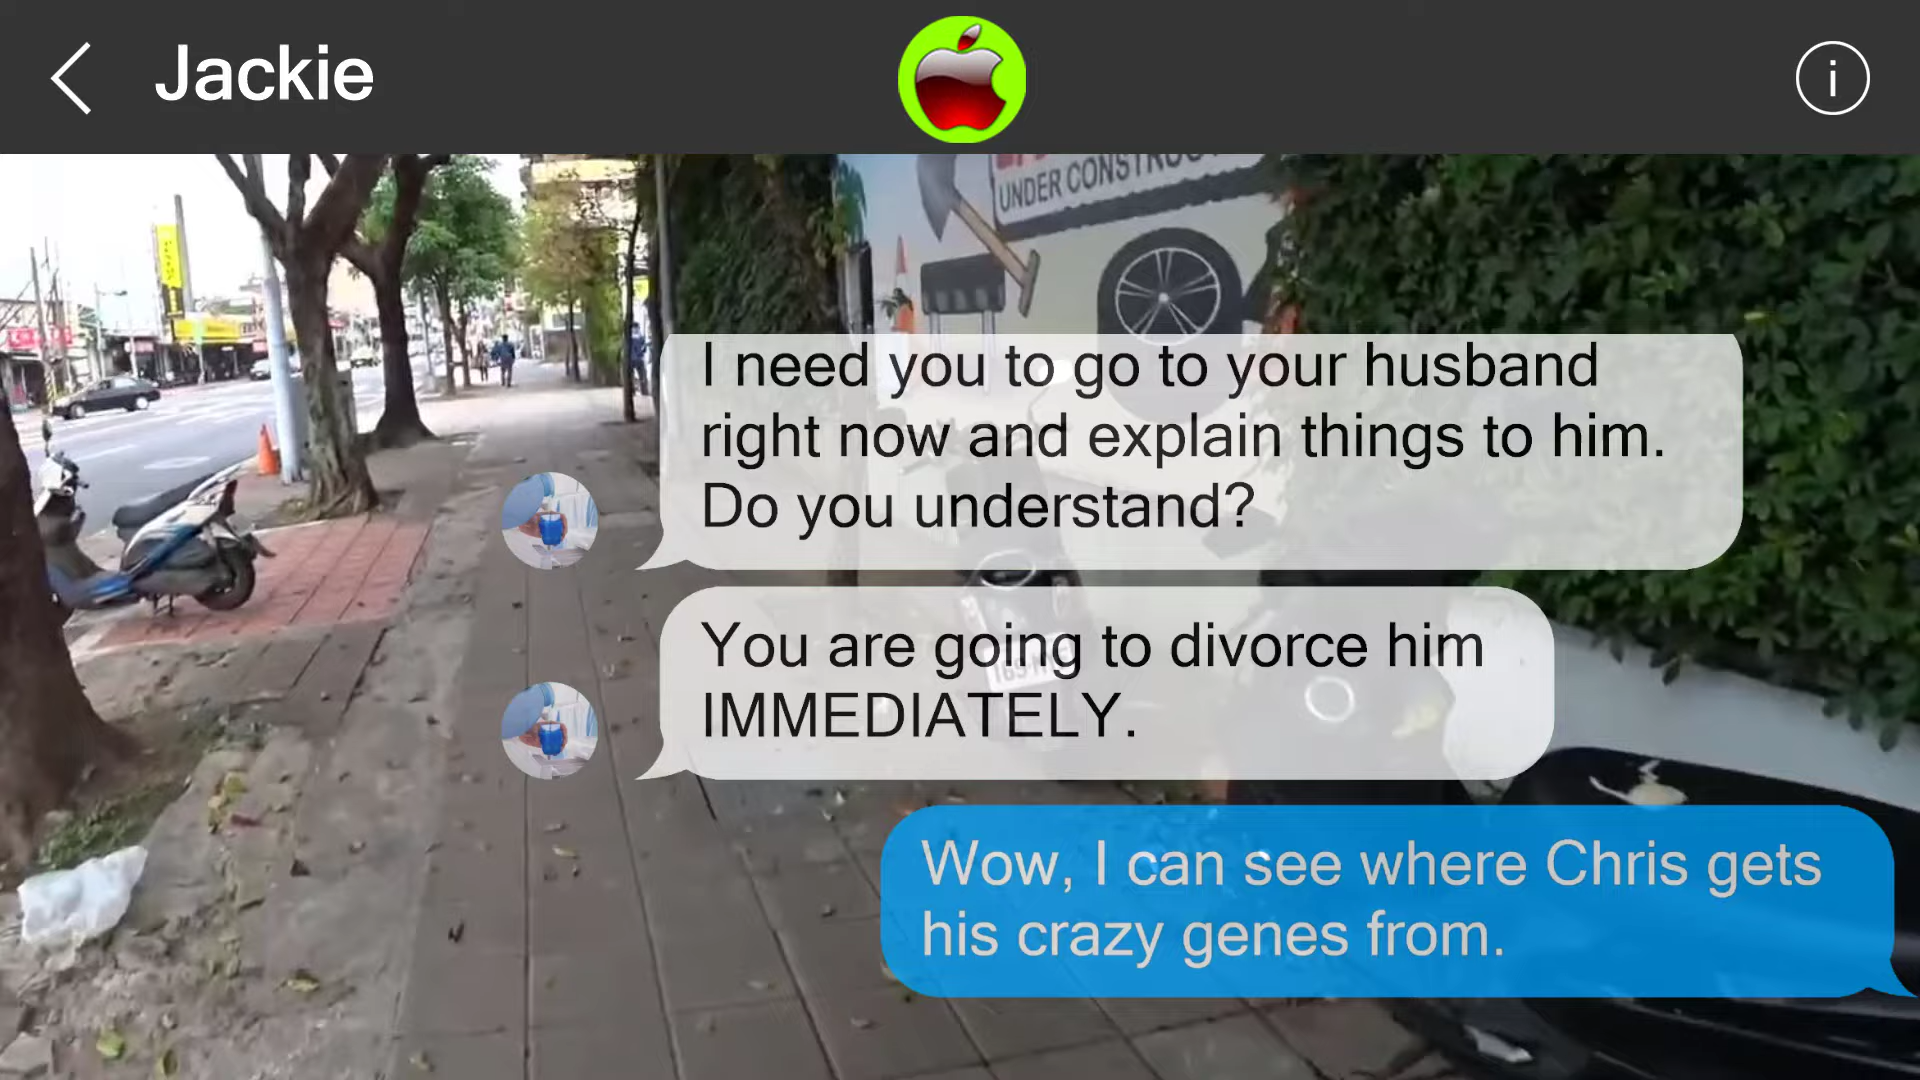 Jackie
UNDER CONSTRUC
I need you to go to your husband
right now and explain things to him.
Do you understand?
You are going to divorce him
IMMEDIATELY.
Wow, I can see where Chris gets
his crazy genes from.